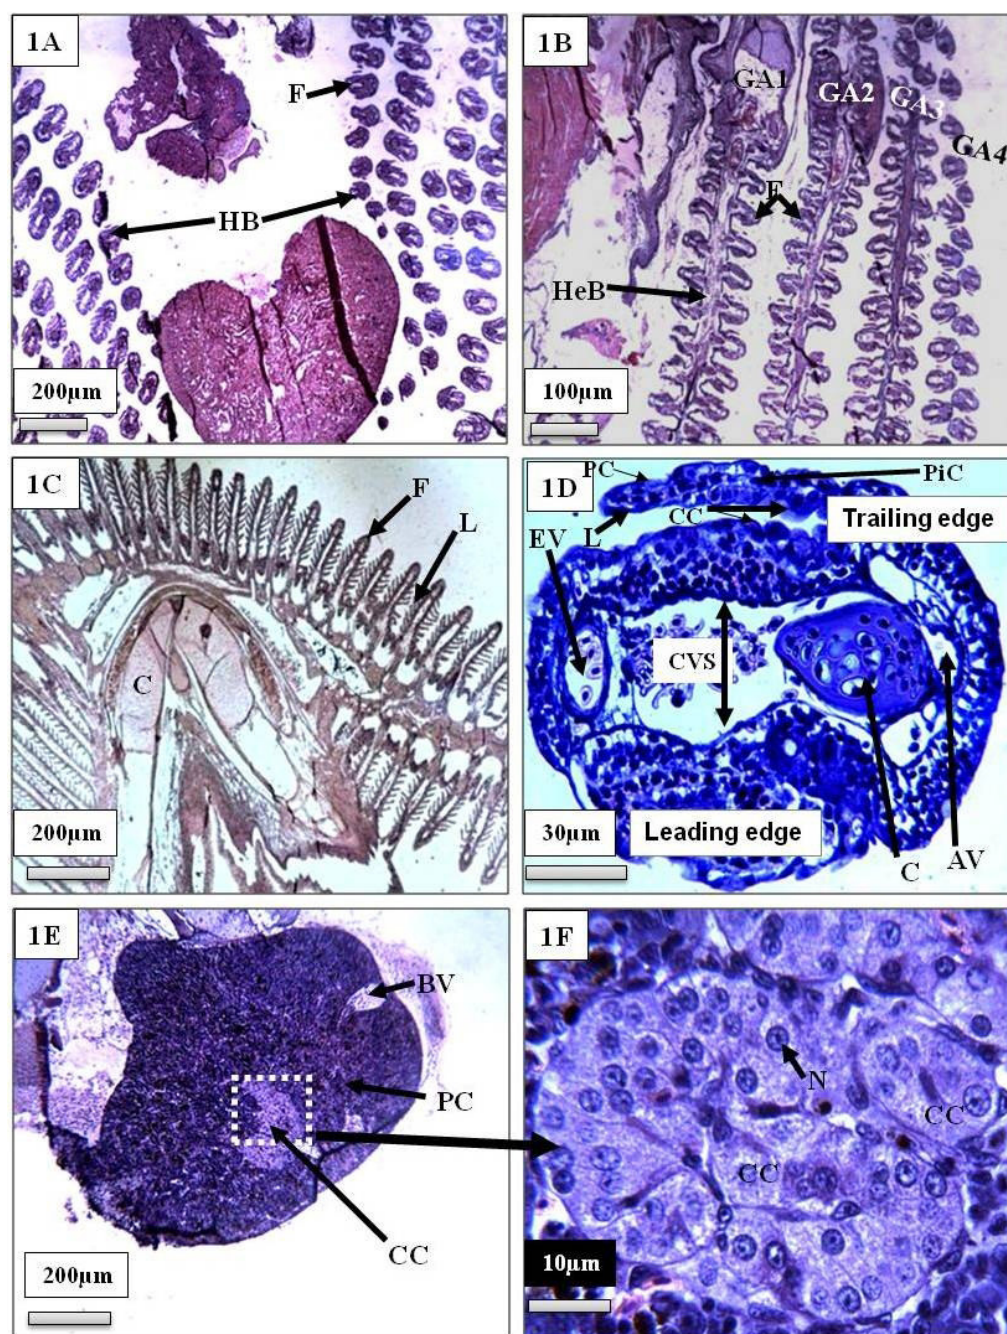 1A
F
HB
200µm
1B
GA1
GA2
GA3
GA4
F
HeB
100µm
1C
F
L
C
200µm
1D
PC
PiC
CC
Trailing edge
EV
L
CVS
Leading edge
30µm
C
AV
1E
BV
PC
CC
200µm
1F
N
CC
CC
10µm